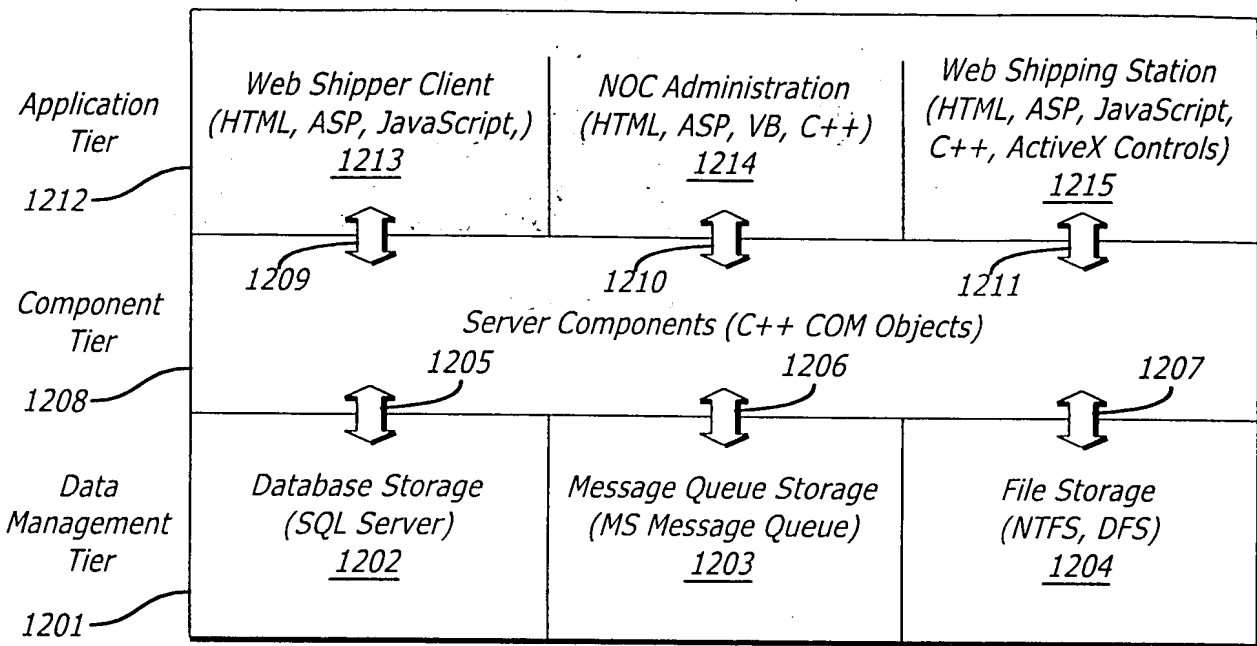 Application
Tier
1212
Web Shipper Client
(HTML, ASP, JavaScript,)
1213
NOC Administration
(HTML, ASP, VB, C++)
1214
Web Shipping Station
(HTML, ASP, JavaScript,
C++, ActiveX Controls)
1215
1209
1210
1211
Component
Tier
1208
Server Components (C++ COM Objects)
1205
1206
1207
Data
Management
Tier
1201
Database Storage
(SQL Server)
1202
Message Queue Storage
(MS Message Queue)
1203
File Storage
(NTFS, DFS)
1204